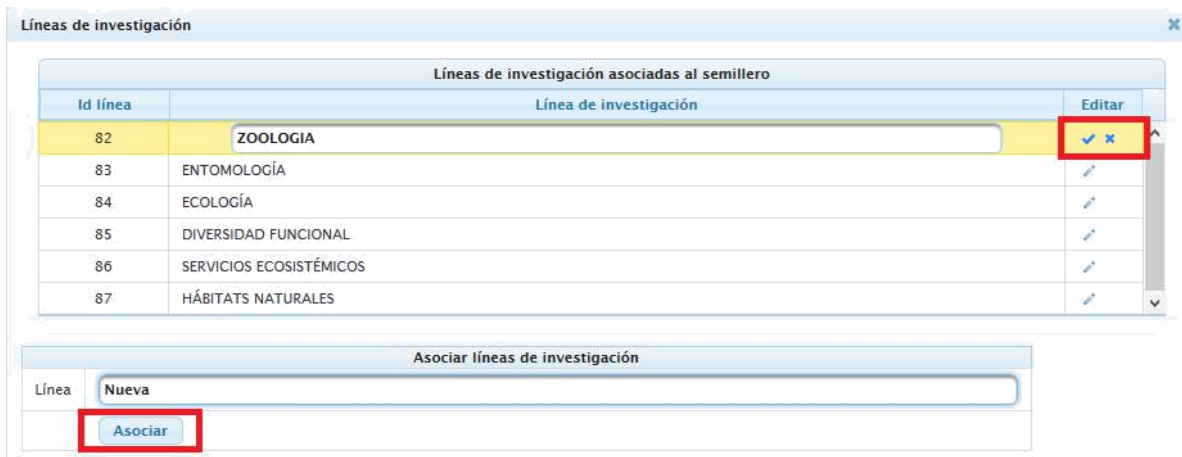 Líneas de investigación
Líneas de investigación asociadas al semillero
Id línea Línea de investigación Editar
82 ZOOLOGIA
83 ENTOMOLOGÍA
84 ECOLOGÍA
85 DIVERSIDAD FUNCIONAL
86 SERVICIOS ECOSISTÉMICOS
87 HÁBITATS NATURALES
Asociar líneas de investigación
Línea Nueva
Asociar